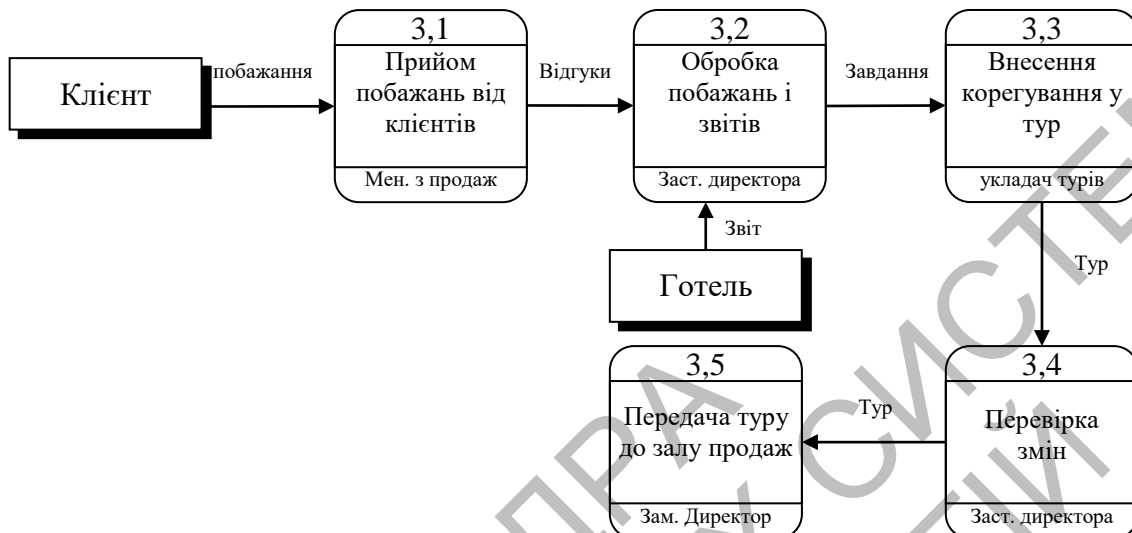 3,1
3,2
3,3
Клієнт
побажання
Прийом
побажань від
клієнтів
Мен. з продаж
Відгуки
Обробка
побажань і
звітів
Заст. директора
Завдання
Внесення
корегування у
тур
укладач турів
Звіт
Готель
Тур
3,5
Передача туру
до залу продаж
Зам. Директор
Тур
3,4
Перевірка
змін
Заст. директора